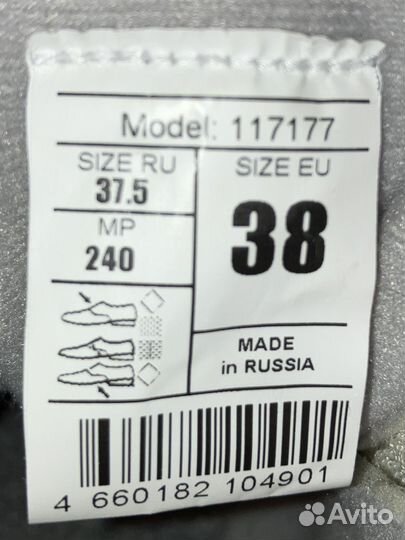 Model: 117177
SIZE RU
37.5
MP
240
SIZE EU
38
MADE
in RUSSIA
4 660182 104901
Avito